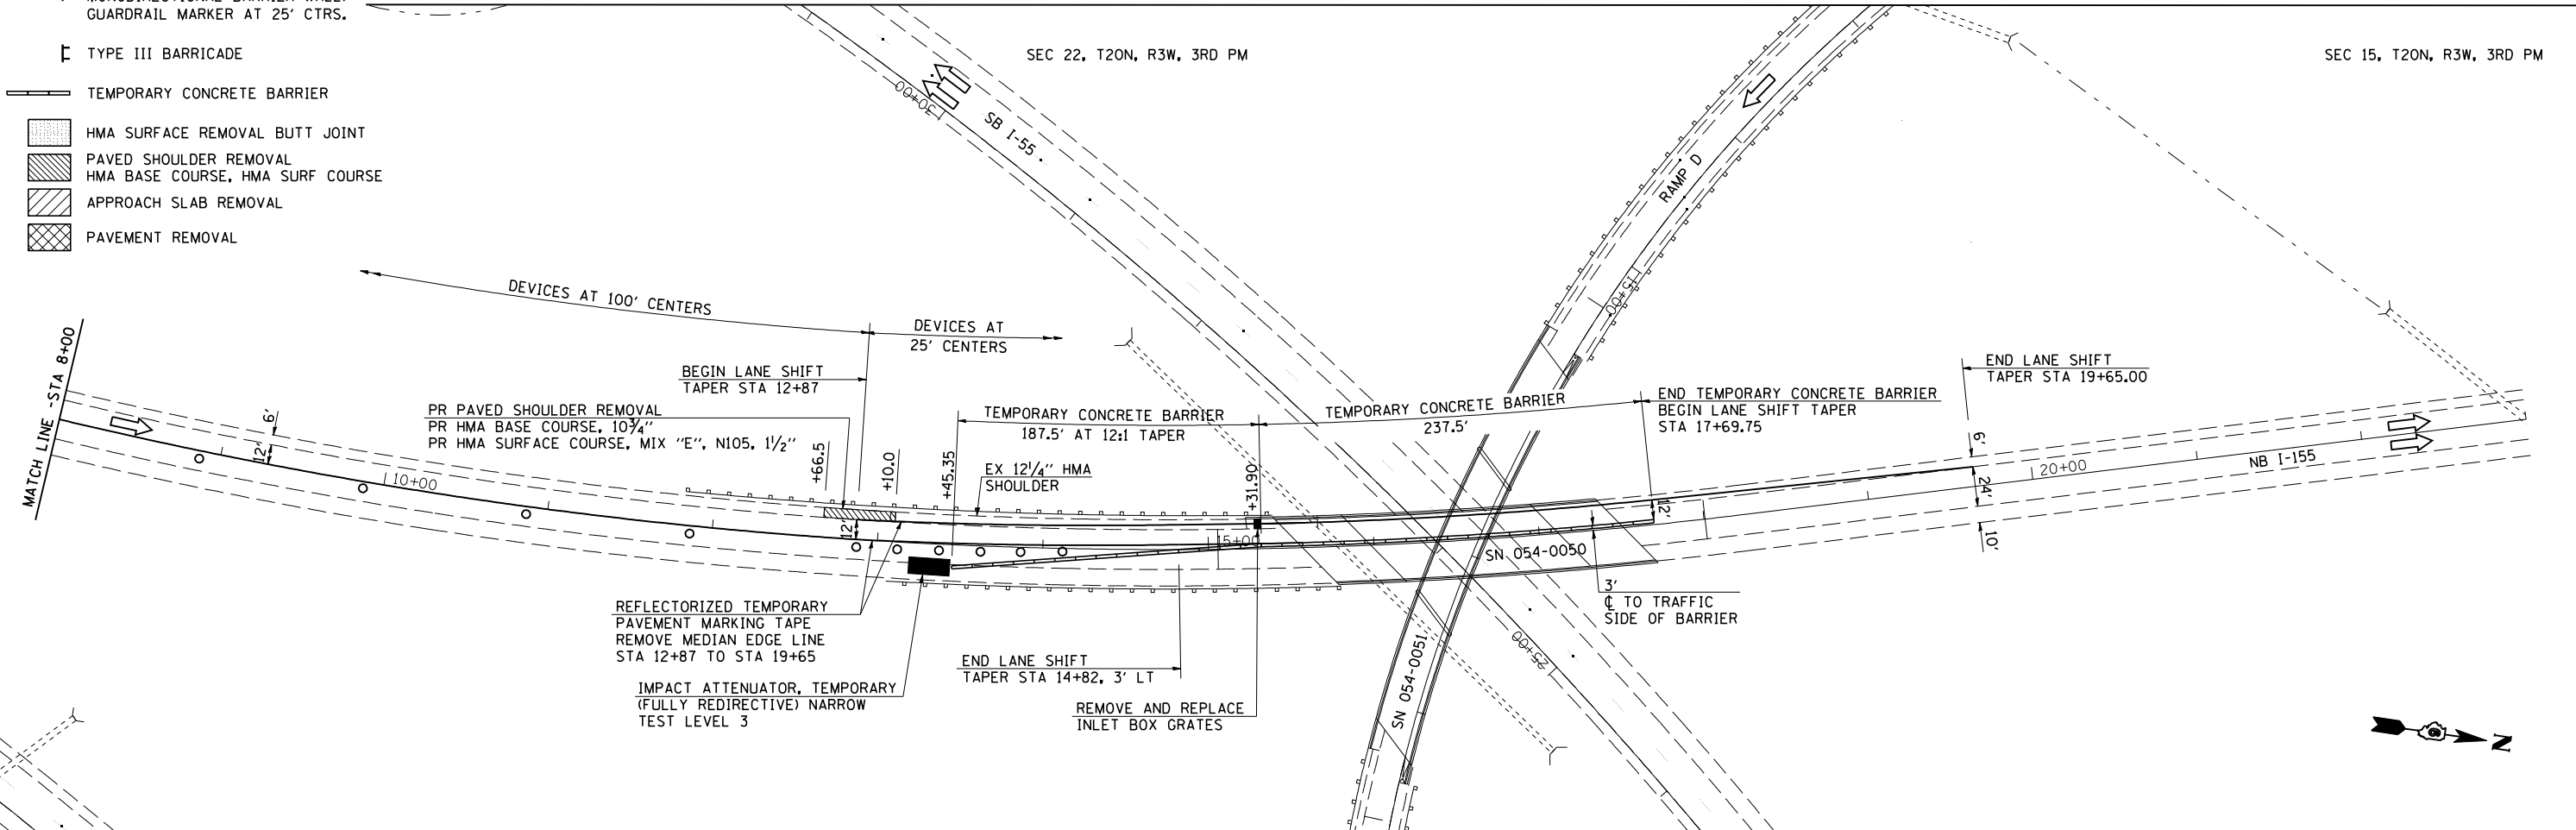 GUARDRAIL MARKER AT 25' CTRS.
TYPE III BARRICADE
TEMPORARY CONCRETE BARRIER
HMA SURFACE REMOVAL BUTT JOINT
PAVED SHOULDER REMOVAL
HMA BASE COURSE, HMA SURF COURSE
APPROACH SLAB REMOVAL
PAVEMENT REMOVAL
SEC 22, T20N, R3W, 3RD PM
SEC 15, T20N, R3W, 3RD PM
30+00
SB I-55
RAMP D
15+00
DEVICES AT 100' CENTERS
DEVICES AT
25' CENTERS
MATCH LINE -STA 8+00
6'
12'
10+00
BEGIN LANE SHIFT
TAPER STA 12+87
PR PAVED SHOULDER REMOVAL
PR HMA BASE COURSE, 10¾"
PR HMA SURFACE COURSE, MIX "E", N105, 1½"
+66.5
+10.0
+45.35
+31.90
12'
EX 12¼" HMA
SHOULDER
TEMPORARY CONCRETE BARRIER
187.5' AT 12:1 TAPER
TEMPORARY CONCRETE BARRIER
237.5'
END TEMPORARY CONCRETE BARRIER
BEGIN LANE SHIFT TAPER
STA 17+69.75
END LANE SHIFT
TAPER STA 19+65.00
15+00
SN 054-0050
12'
6'
24'
10'
20+00
NB I-155
3'
℄ TO TRAFFIC
SIDE OF BARRIER
REFLECTORIZED TEMPORARY
PAVEMENT MARKING TAPE
REMOVE MEDIAN EDGE LINE
STA 12+87 TO STA 19+65
IMPACT ATTENUATOR, TEMPORARY
(FULLY REDIRECTIVE) NARROW
TEST LEVEL 3
END LANE SHIFT
TAPER STA 14+82, 3' LT
REMOVE AND REPLACE
INLET BOX GRATES
SN 054-0051
25+00
N